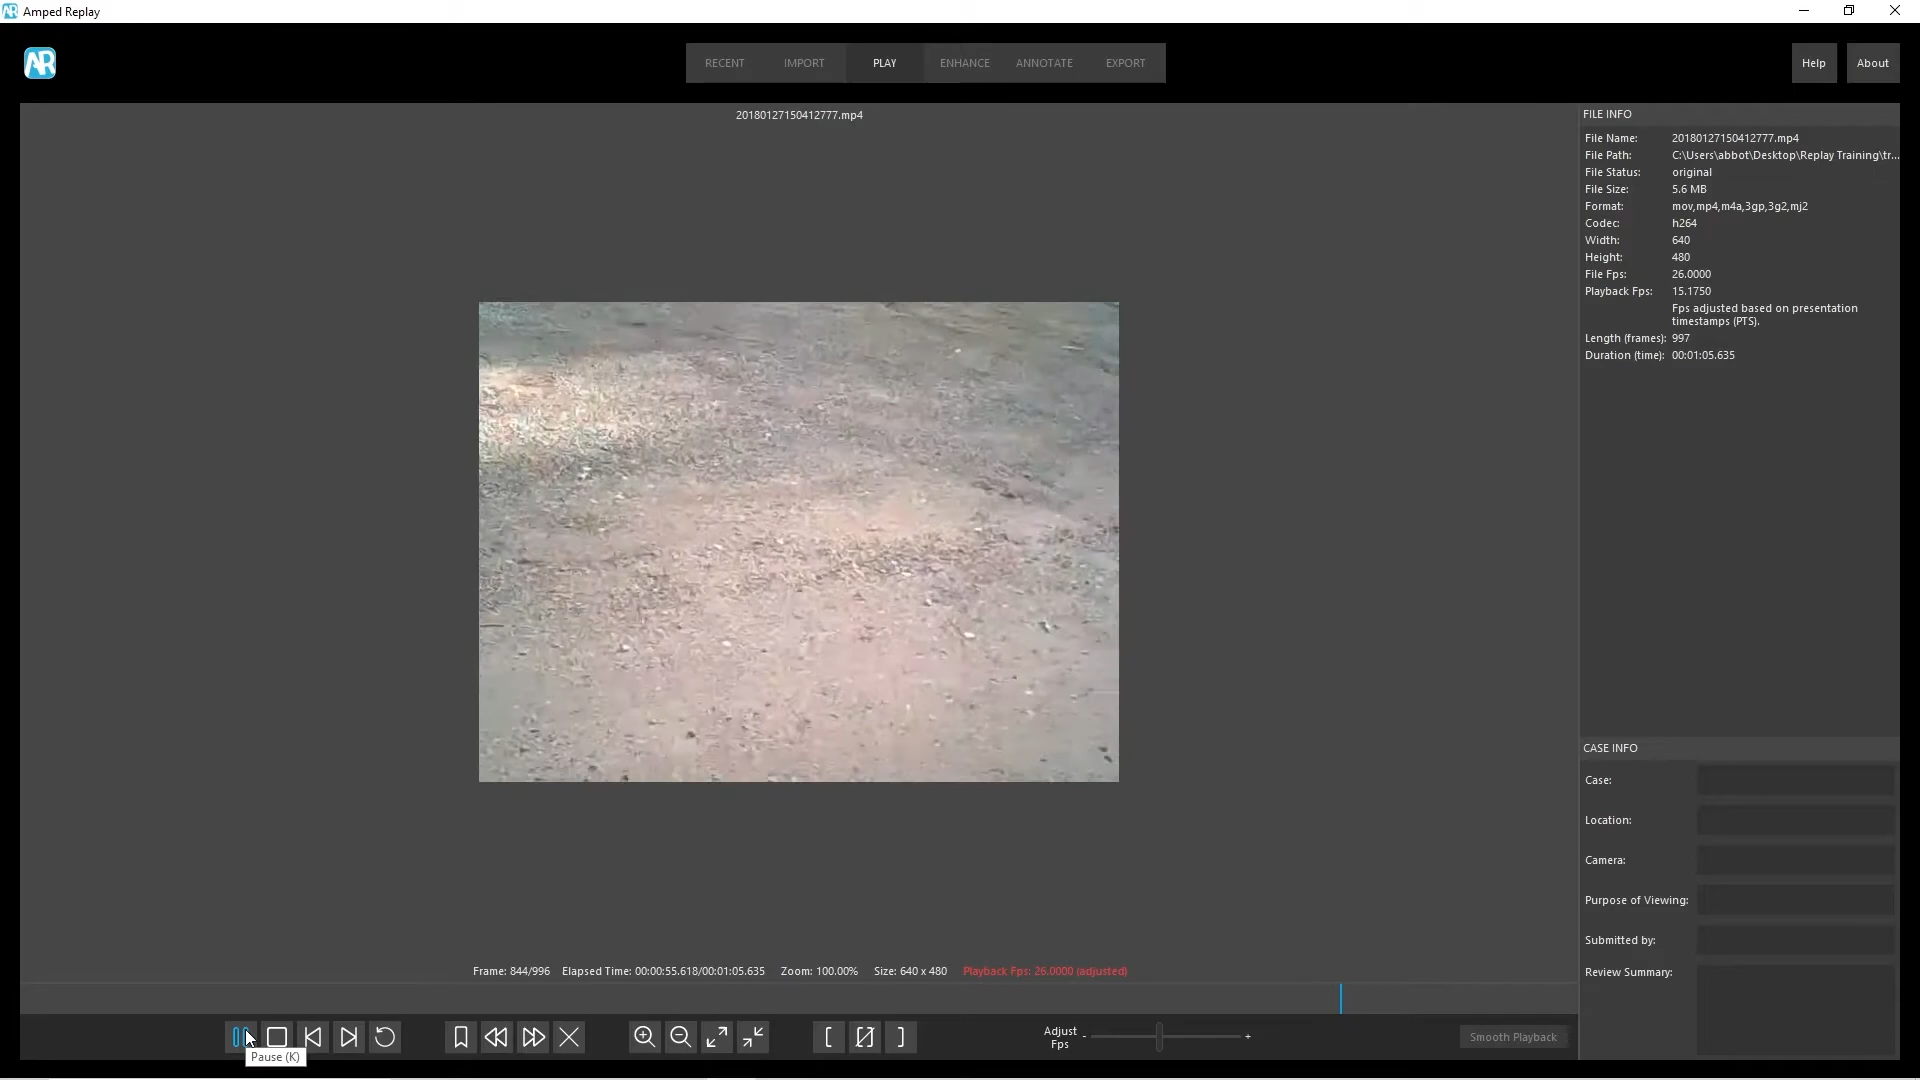 Amped Replay
RECENT IMPORT PLAY ENHANCE ANNOTATE EXPORT
Help About
20180127150412777.mp4
FILE INFO
File Name: 20180127150412777.mp4
File Path: C:\Users\abbot\Desktop\Replay Training\tr...
File Status: original
File Size: 5.6 MB
Format: mov,mp4,m4a,3gp,3g2,mj2
Codec: h264
Width: 640
Height: 480
File Fps: 26.0000
Playback Fps: 15.1750
Fps adjusted based on presentation
timestamps (PTS).
Length (frames): 997
Duration (time): 00:01:05.635
CASE INFO
Case:
Location:
Camera:
Purpose of Viewing:
Submitted by:
Review Summary:
Frame: 844/996 Elapsed Time: 00:00:55.618/00:01:05.635 Zoom: 100.00% Size: 640 x 480 Playback Fps: 26.0000 (adjusted)
Adjust
Fps - +
Smooth Playback
Pause (K)